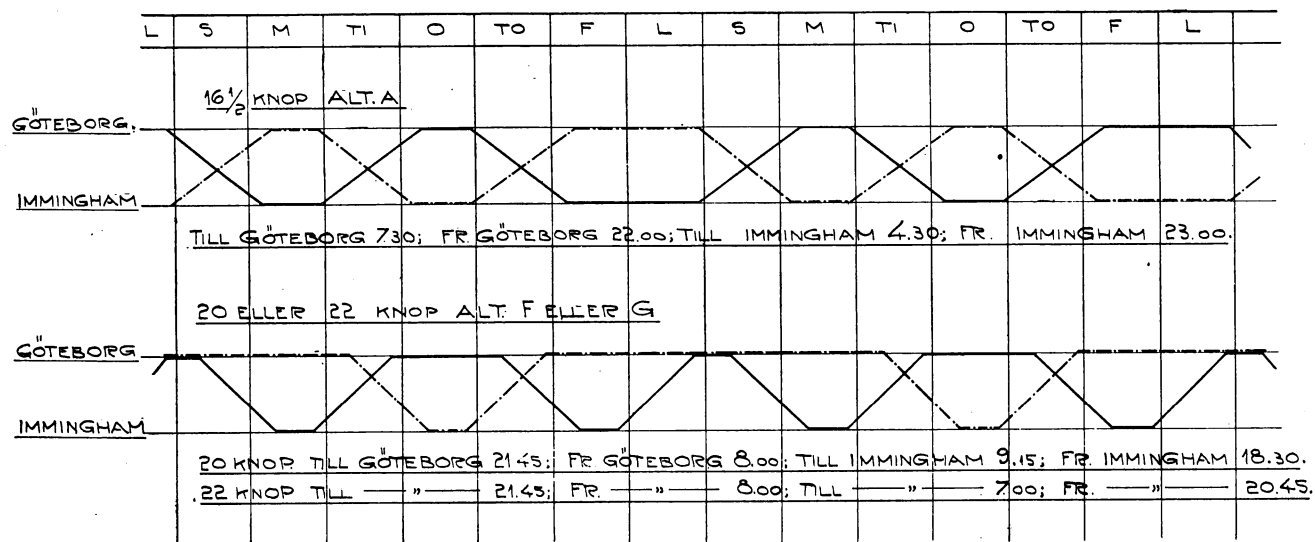 L S M TI O TO F L S M TI O TO F L
16 1/2 KNOP ALT. A
GÖTEBORG.
IMMINGHAM
TILL GÖTEBORG 7.30; FR. GÖTEBORG 22.00; TILL IMMINGHAM 4.30; FR. IMMINGHAM 23.00.
20 ELLER 22 KNOP ALT. F ELLER G
GÖTEBORG
IMMINGHAM
20 KNOP. TILL GÖTEBORG 21.45; FR. GÖTEBORG 8.00; TILL IMMINGHAM 9.15; FR. IMMINGHAM 18.30.
22 KNOP TILL — " — 21.45; FR. — " — 8.00; TILL — " — 7.00; FR. — " — 20.45.